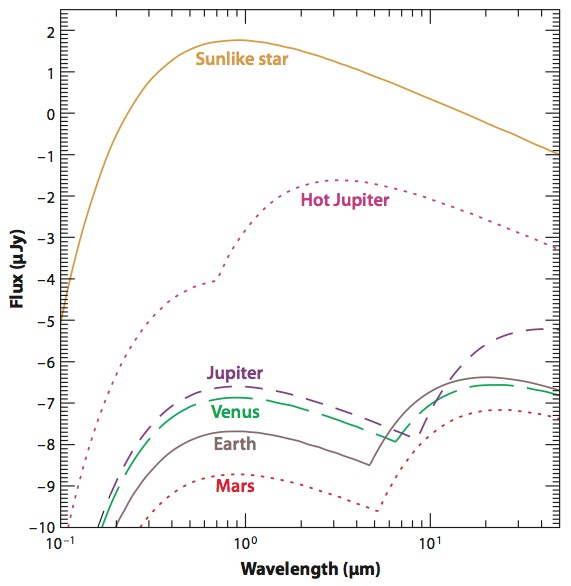 2
1
0
−1
−2
−3
−4
−5
−6
−7
−8
−9
−10
Flux (μJy)
Sunlike star
Hot Jupiter
Jupiter
Venus
Earth
Mars
10⁻¹ 10⁰ 10¹
Wavelength (μm)